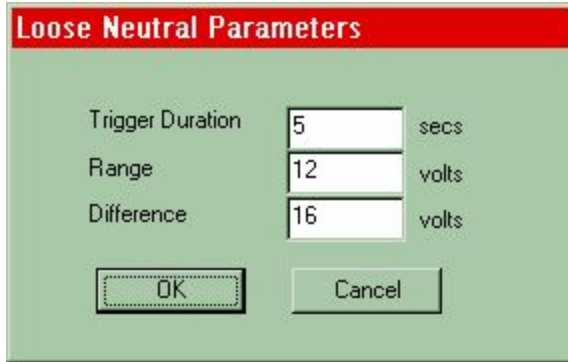 Loose Neutral Parameters
Trigger Duration 5 secs
Range 12 volts
Difference 16 volts
OK Cancel